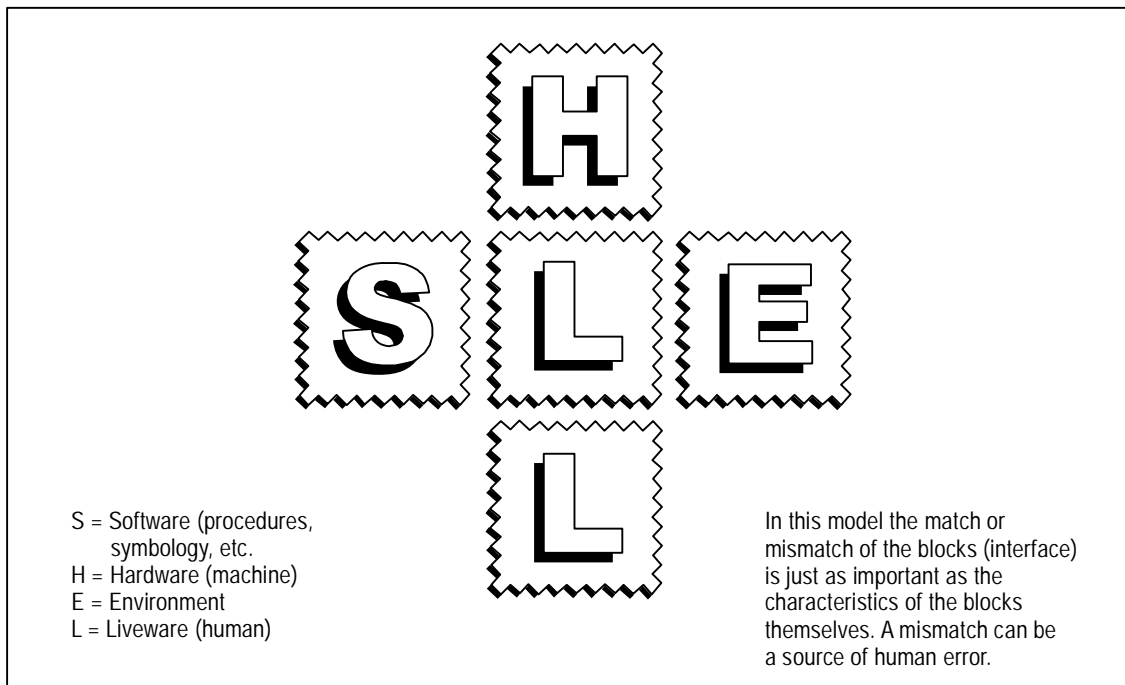 H
S L E
L
S = Software (procedures,
symbology, etc.
H = Hardware (machine)
E = Environment
L = Liveware (human)
In this model the match or
mismatch of the blocks (interface)
is just as important as the
characteristics of the blocks
themselves. A mismatch can be
a source of human error.